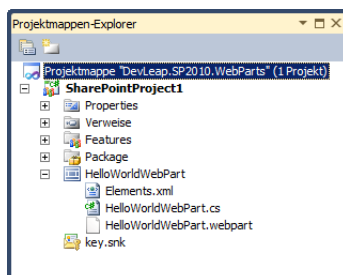 Projektmappen-Explorer
Projektmappe "DevLeap.SP2010.WebParts" (1 Projekt)
SharePointProject1
Properties
Verweise
Features
Package
HelloWorldWebPart
Elements.xml
HelloWorldWebPart.cs
HelloWorldWebPart.webpart
key.snk